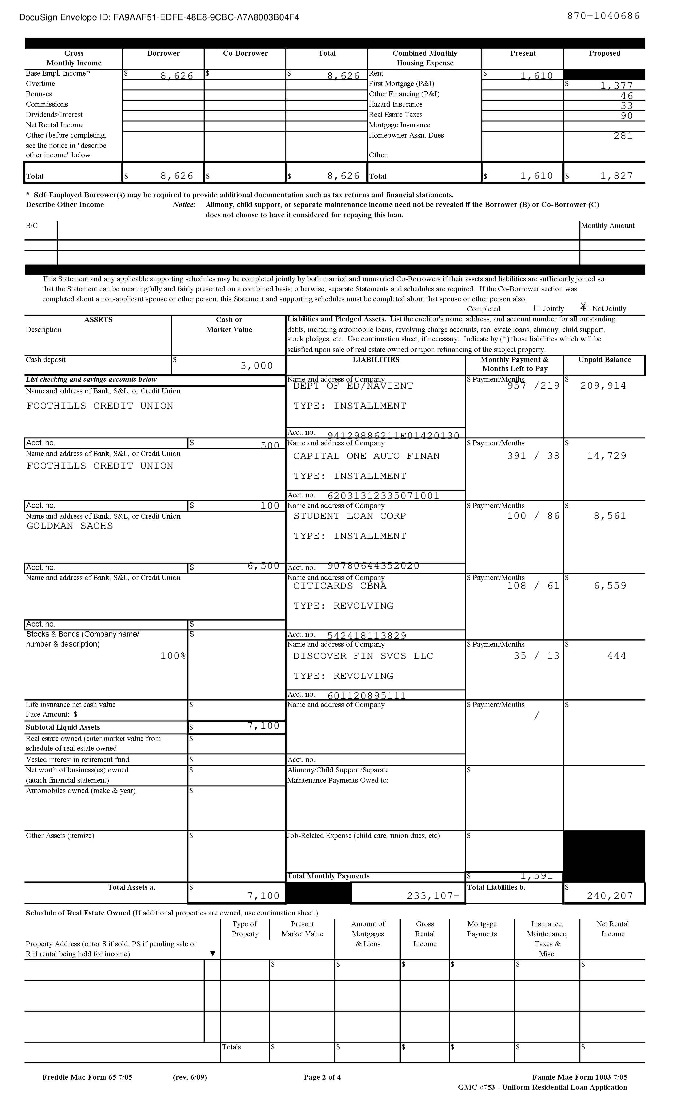 DocuSign Envelope ID: FA9AAF51-EDFE-48E8-9CBC-A7A8003B04F4
870-1040686
Gross Monthly Income Borrower Co-Borrower Total Combined Monthly Housing Expense Present Proposed
Base Empl. Income* $ 8,626 $ $ 8,626 Rent $ 1,610
Overtime First Mortgage (P&I) $ 1,377
Bonuses Other Financing (P&I) 46
Commissions Hazard Insurance 33
Dividends/Interest Real Estate Taxes 90
Net Rental Income Mortgage Insurance
Other (before completing, Homeowner Assn. Dues 281
see the notice in "describe
other income" below Other:
Total $ 8,626 $ $ 8,626 Total $ 1,610 $ 1,827
* Self Employed Borrower(s) may be required to provide additional documentation such as tax returns and financial statements.
Describe Other Income Notice: Alimony, child support, or separate maintenance income need not be revealed if the Borrower (B) or Co-Borrower (C)
does not choose to have it considered for repaying this loan.
B/C Monthly Amount
This Statement and any applicable supporting schedules may be completed jointly by both married and unmarried Co-Borrowers if their assets and liabilities are sufficiently joined so
that the Statement can be meaningfully and fairly presented on a combined basis; otherwise, separate Statements and schedules are required. If the Co-Borrower section was
completed about a non-applicant spouse or other person, this Statement and supporting schedules must be completed about that spouse or other person also.
Completed Jointly Not Jointly
ASSETS Cash or Market Value
Description
Liabilities and Pledged Assets. List the creditor's name, address, and account number for all outstanding
debts, including automobile loans, revolving charge accounts, real estate loans, alimony, child support,
stock pledges, etc. Use continuation sheet, if necessary. Indicate by (*) those liabilities which will be
satisfied upon sale of real estate owned or upon refinancing of the subject property.
Cash deposit $ 3,000
LIABILITIES Monthly Payment & Months Left to Pay Unpaid Balance
List checking and savings accounts below
Name and address of Company $ Payment/Months $
Name and address of Bank, S&L, or Credit Union
DEPT OF ED/NAVIENT 957 /219 209,914
FOOTHILLS CREDIT UNION
TYPE: INSTALLMENT
Acct. no. 94129886211E01420130
Acct. no. $ 500
Name and address of Company $ Payment/Months $
Name and address of Bank, S&L, or Credit Union
CAPITAL ONE AUTO FINAN 391 / 38 14,729
FOOTHILLS CREDIT UNION
TYPE: INSTALLMENT
Acct. no. 62031312335071001
Acct. no. $ 100
Name and address of Company $ Payment/Months $
Name and address of Bank, S&L, or Credit Union
STUDENT LOAN CORP 100 / 86 8,561
GOLDMAN SACHS
TYPE: INSTALLMENT
Acct. no. $ 6,500
Acct. no. 90780644352020
Name and address of Bank, S&L, or Credit Union
Name and address of Company $ Payment/Months $
CITICARDS CBNA 108 / 61 6,559
TYPE: REVOLVING
Acct. no. $
Acct. no. 542418113829
Stocks & Bonds (Company name/ $
number & description)
100%
Name and address of Company $ Payment/Months $
DISCOVER FIN SVCS LLC 35 / 13 444
TYPE: REVOLVING
Acct. no. 601120895111
Life insurance net cash value $
Face Amount: $
Name and address of Company $ Payment/Months $
/
Subtotal Liquid Assets $ 7,100
Real estate owned (enter market value from $
schedule of real estate owned)
Vested interest in retirement fund $
Acct. no.
Net worth of business(es) owned $
(attach financial statement)
Alimony/Child Support/Separate $
Maintenance Payments Owed to:
Automobiles owned (make & year) $
Other Assets (itemize) $
Job-Related Expense (child care, union dues, etc.) $
Total Monthly Payments $ 1,591
Total Assets a. $ 7,100
233,107-
Total Liabilities b. $ 240,207
Schedule of Real Estate Owned (If additional properties are owned, use continuation sheet.)
Property Address (enter S if sold, PS if pending sale or
R if rental being held for income) ▼
Type of Property Present Market Value Amount of Mortgages & Liens Gross Rental Income Mortgage Payments Insurance, Maintenance, Taxes & Misc. Net Rental Income
$ $ $ $ $ $
Totals $ $ $ $ $ $
Freddie Mac Form 65 7/05 (rev. 6/09) Page 2 of 4 Fannie Mae Form 1003 7/05
GMC #753 - Uniform Residential Loan Application